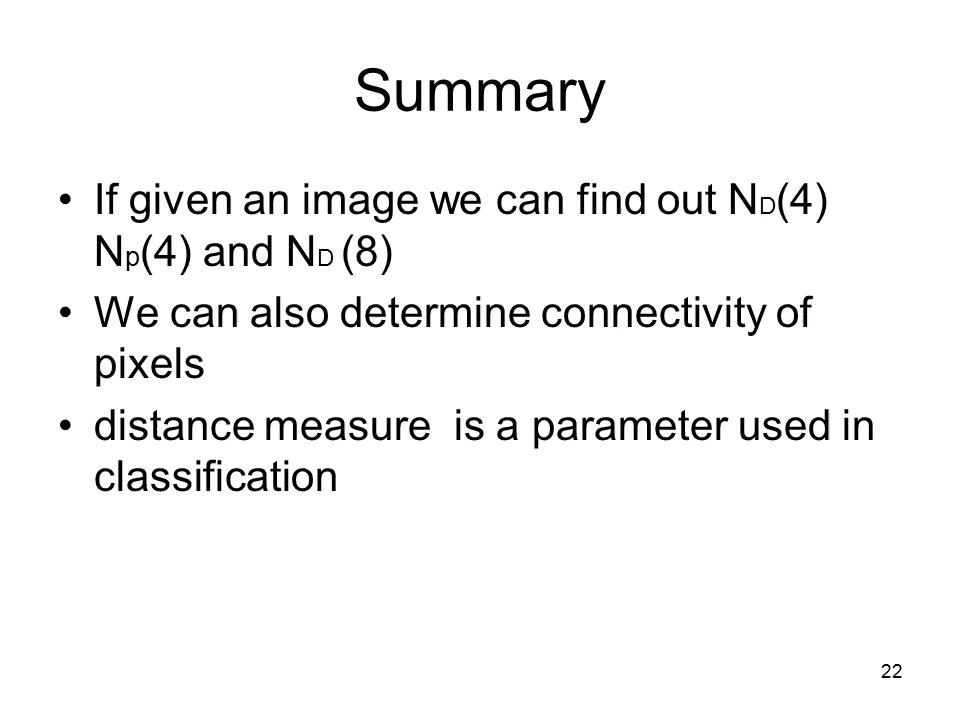 Summary
• If given an image we can find out ND(4)
Np(4) and ND (8)
• We can also determine connectivity of
pixels
• distance measure  is a parameter used in
classification
22